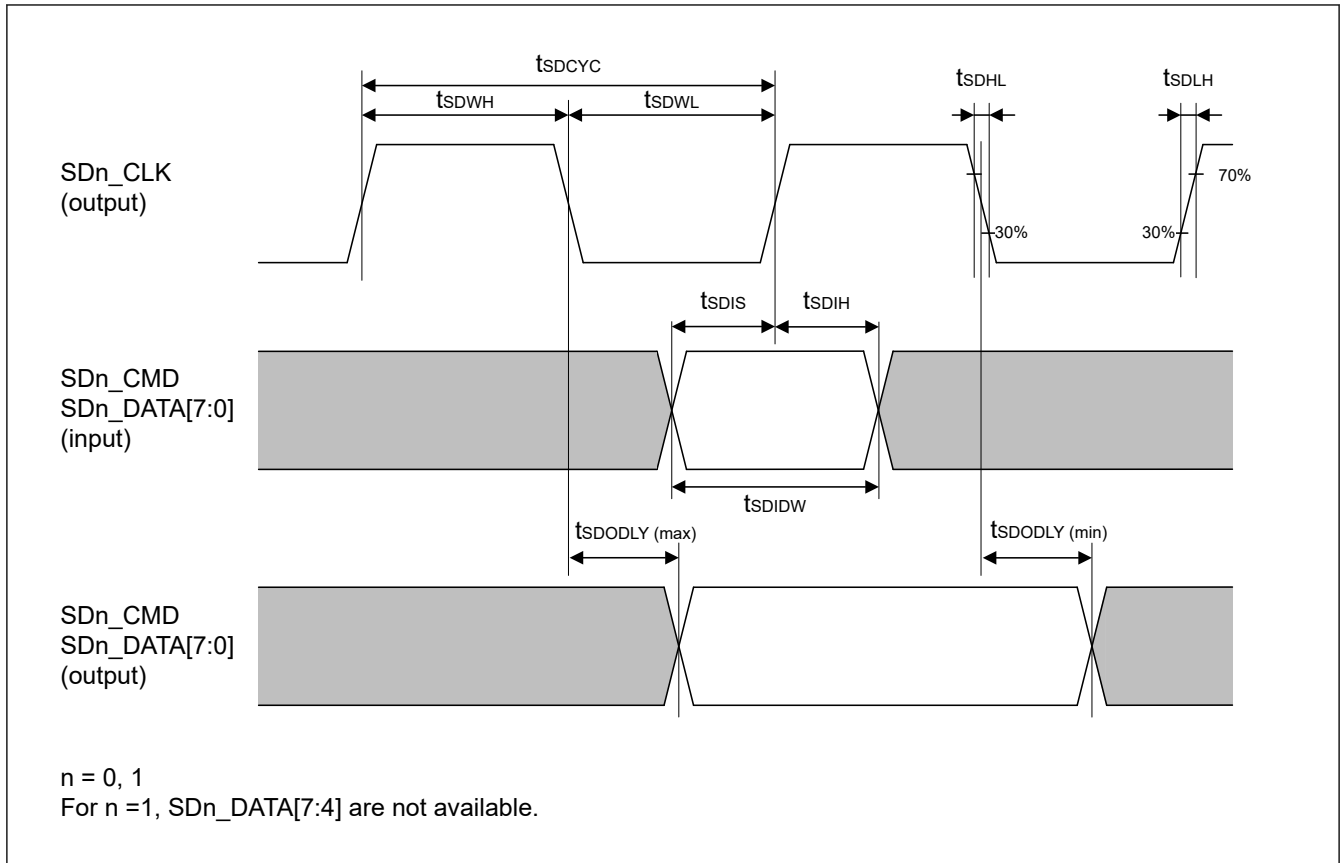 tSDCYC
tSDHL
tSDLH
tSDWH
tSDWL
SDn_CLK
(output)
70%
30%
30%
tSDIS
tSDIH
SDn_CMD
SDn_DATA[7:0]
(input)
tSDIDW
tSDODLY (max)
tSDODLY (min)
SDn_CMD
SDn_DATA[7:0]
(output)
n = 0, 1
For n =1, SDn_DATA[7:4] are not available.